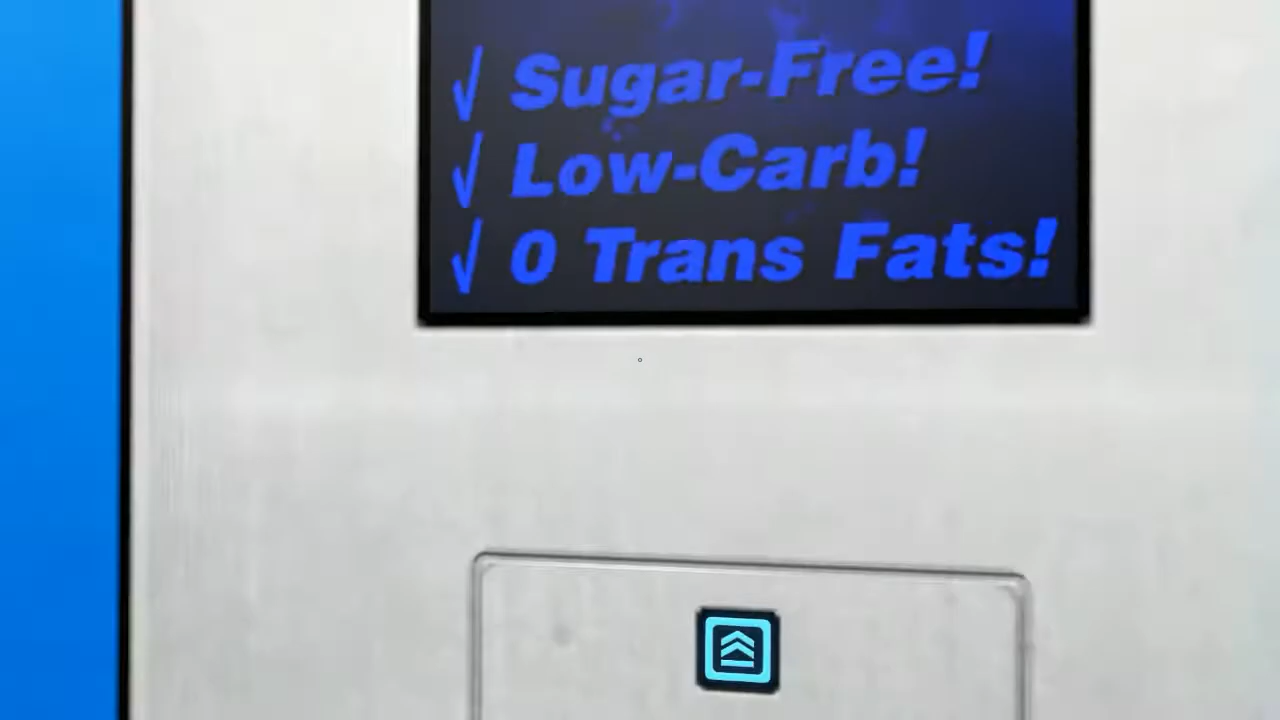 √ Sugar-Free!
√ Low-Carb!
√ 0 Trans Fats!